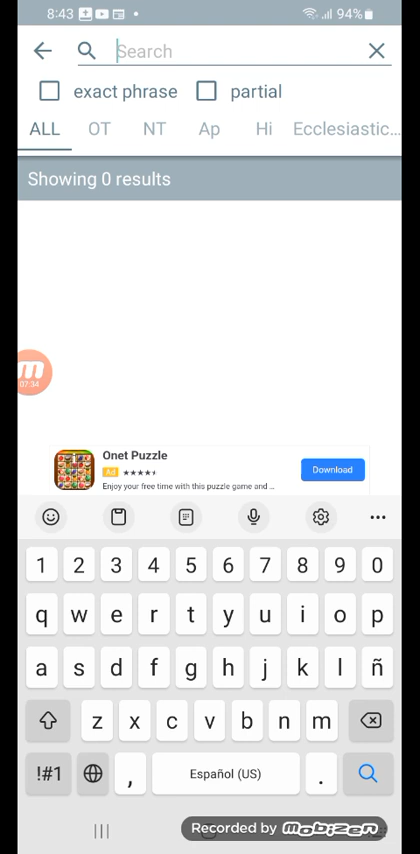 8:43 94%
Search
exact phrase partial
ALL OT NT Ap Hi Ecclesiastic...
Showing 0 results
07:34
Onet Puzzle
Ad
Download
Enjoy your free time with this puzzle game and ...
1 2 3 4 5 6 7 8 9 0
q w e r t y u i o p
a s d f g h j k l ñ
z x c v b n m
!#1 , Español (US) .
Recorded by mobizen